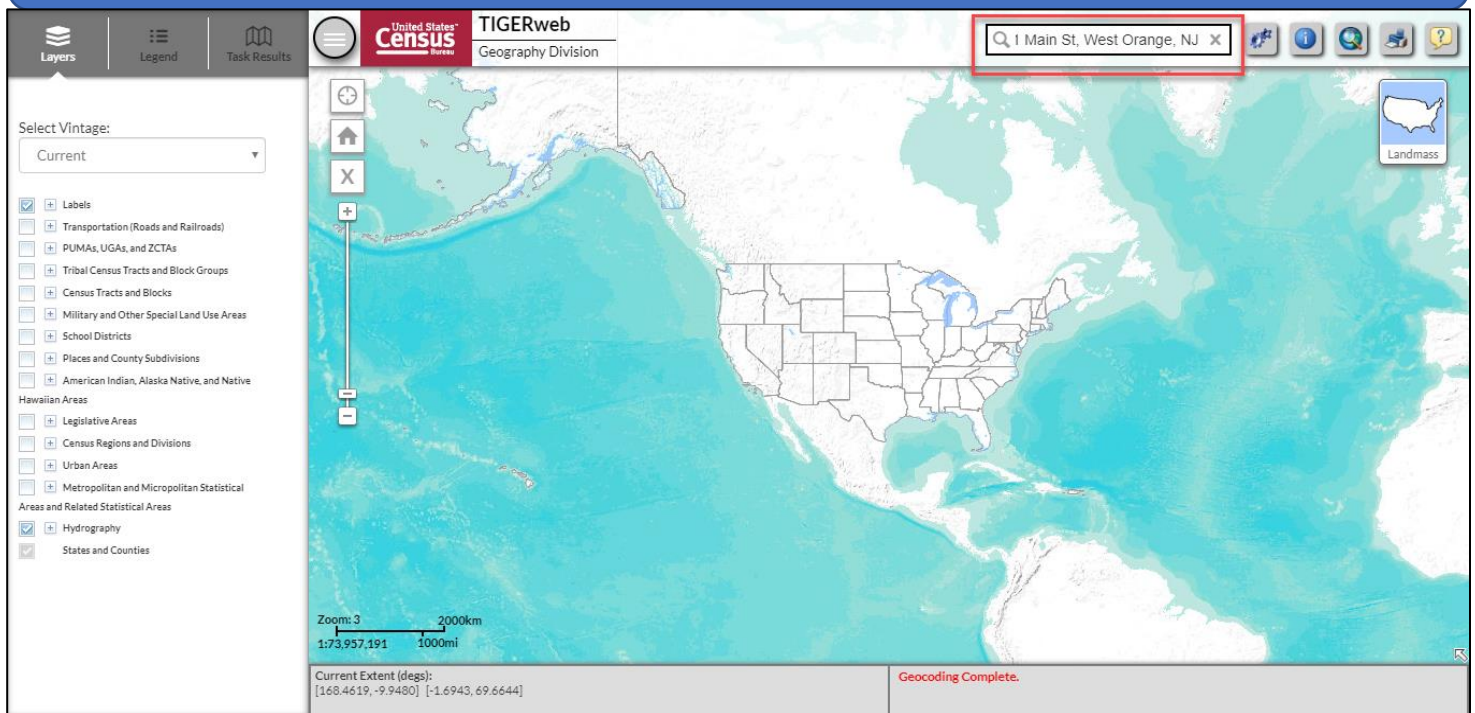 Layers
Legend
Task Results
United States™
Census
Bureau
TIGERweb
Geography Division
1 Main St, West Orange, NJ X
i
?
Select Vintage:
Current
Labels
Transportation (Roads and Railroads)
PUMAs, UGAs, and ZCTAs
Tribal Census Tracts and Block Groups
Census Tracts and Blocks
Military and Other Special Land Use Areas
School Districts
Places and County Subdivisions
American Indian, Alaska Native, and Native
Hawaiian Areas
Legislative Areas
Census Regions and Divisions
Urban Areas
Metropolitan and Micropolitan Statistical
Areas and Related Statistical Areas
Hydrography
States and Counties
X
Landmass
Zoom: 3 2000km
1:73,957,191 1000mi
Current Extent (degs):
[168.4619, -9.9480] [-1.6943, 69.6644]
Geocoding Complete.